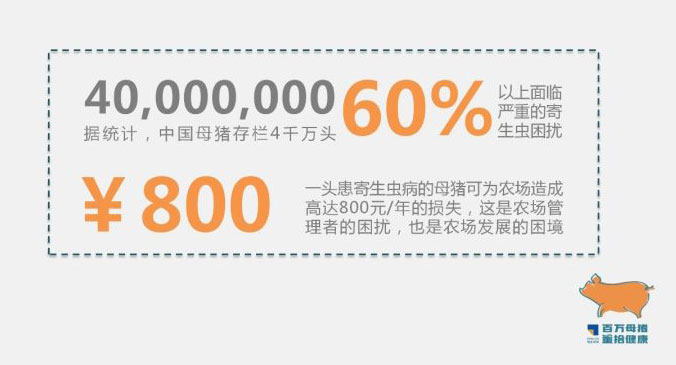 40,000,000
据统计，中国母猪存栏4千万头
60%
以上面临
严重的寄
生虫困扰
￥800
一头患寄生虫病的母猪可为农场造成
高达800元/年的损失，这是农场管
理者的困扰，也是农场发展的困境
百万母猪
重拾健康